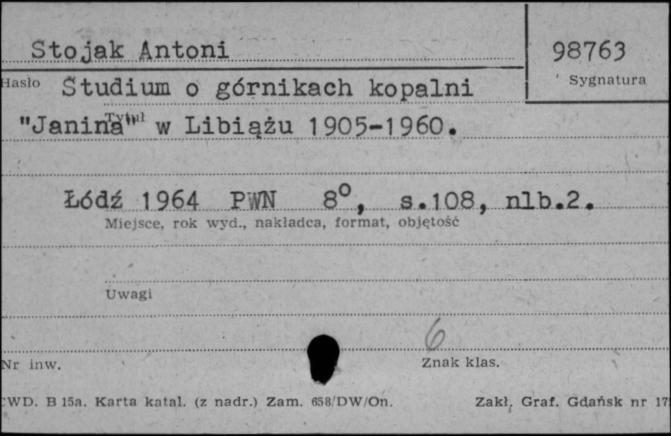 Stojak Antoni
98763
Hasło
Sygnatura
Studium o górnikach kopalni
Tytuł
"Janina" w Libiążu 1905-1960.
Łódź 1964 PWN 8°, s.108, nlb.2.
Miejsce, rok wyd., nakładca, format, objętość
Uwagi
6
Nr inw.
Znak klas.
WD. B 15a. Karta katal. (z nadr.) Zam. 658/DW/On.
Zakł. Graf. Gdańsk nr 17